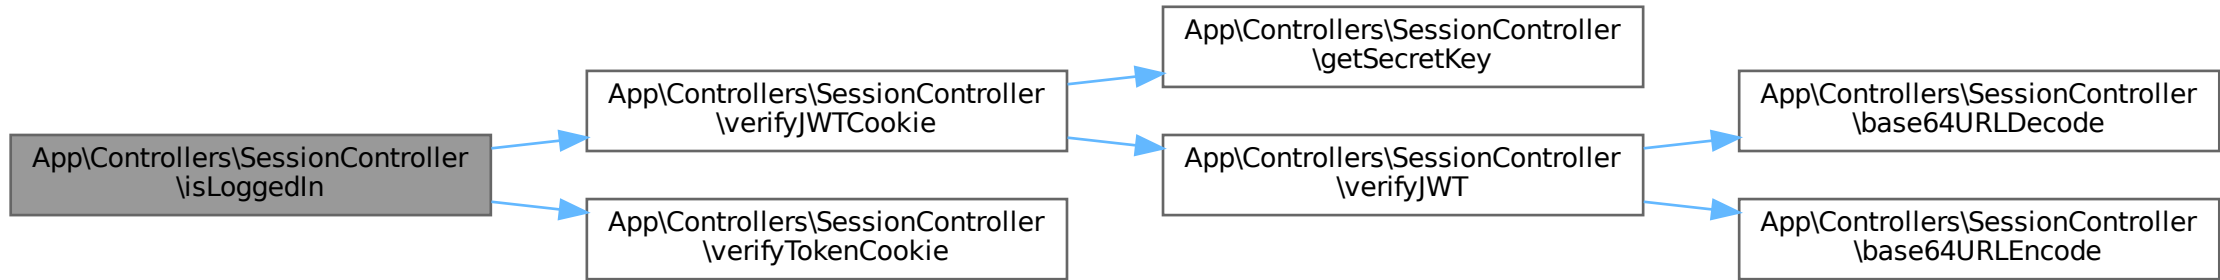 App\Controllers\SessionController
\isLoggedIn
App\Controllers\SessionController
\verifyJWTCookie
App\Controllers\SessionController
\verifyTokenCookie
App\Controllers\SessionController
\getSecretKey
App\Controllers\SessionController
\verifyJWT
App\Controllers\SessionController
\base64URLDecode
App\Controllers\SessionController
\base64URLEncode